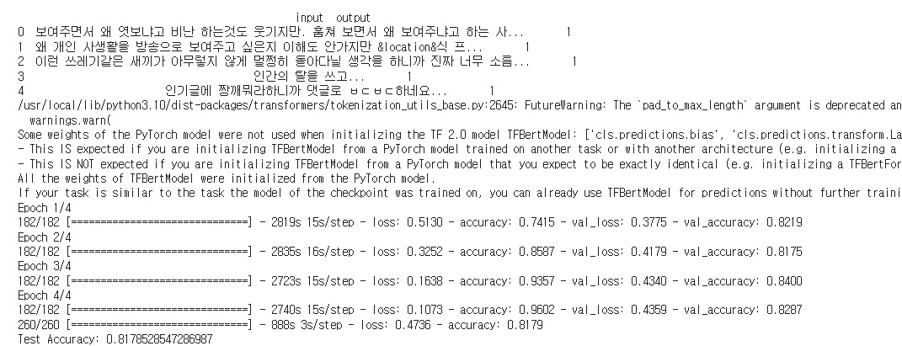 input output
0 보여주면서 왜 엿보냐고 비난 하는것도 웃기지만. 훔쳐 보면서 왜 보여주냐고 하는 사... 1
1 왜 개인 사생활을 방송으로 보여주고 싶은지 이해도 안가지만 &location&식 프... 1
2 이런 쓰레기같은 새끼가 아무렇지 않게 멀쩡히 돌아다닐 생각을 하니까 진짜 너무 소름... 1
3 인간의 탈을 쓰고... 1
4 인기글에 짱깨뭐라하니까 댓글로 ㅂㄷㅂㄷ하네요... 1
/usr/local/lib/python3.10/dist-packages/transformers/tokenization_utils_base.py:2645: FutureWarning: The `pad_to_max_length` argument is deprecated an
warnings.warn(
Some weights of the PyTorch model were not used when initializing the TF 2.0 model TFBertModel: ['cls.predictions.bias', 'cls.predictions.transform.La
- This IS expected if you are initializing TFBertModel from a PyTorch model trained on another task or with another architecture (e.g. initializing a
- This IS NOT expected if you are initializing TFBertModel from a PyTorch model that you expect to be exactly identical (e.g. initializing a TFBertFor
All the weights of TFBertModel were initialized from the PyTorch model.
If your task is similar to the task the model of the checkpoint was trained on, you can already use TFBertModel for predictions without further traini
Epoch 1/4
182/182 [==============================] - 2819s 15s/step - loss: 0.5130 - accuracy: 0.7415 - val_loss: 0.3775 - val_accuracy: 0.8219
Epoch 2/4
182/182 [==============================] - 2835s 16s/step - loss: 0.3252 - accuracy: 0.8587 - val_loss: 0.4179 - val_accuracy: 0.8175
Epoch 3/4
182/182 [==============================] - 2723s 15s/step - loss: 0.1638 - accuracy: 0.9357 - val_loss: 0.4340 - val_accuracy: 0.8400
Epoch 4/4
182/182 [==============================] - 2740s 15s/step - loss: 0.1073 - accuracy: 0.9602 - val_loss: 0.4359 - val_accuracy: 0.8287
260/260 [==============================] - 888s 3s/step - loss: 0.4736 - accuracy: 0.8179
Test Accuracy: 0.8178528547286987